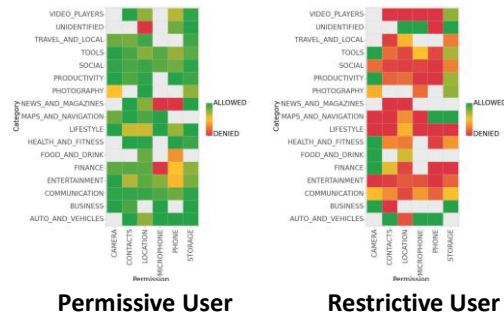 VIDEO_PLAYERS
UNIDENTIFIED
TRAVEL_AND_LOCAL
TOOLS
SOCIAL
PRODUCTIVITY
PHOTOGRAPHY
NEWS_AND_MAGAZINES
MAPS_AND_NAVIGATION
LIFESTYLE
HEALTH_AND_FITNESS
FOOD_AND_DRINK
FINANCE
ENTERTAINMENT
COMMUNICATION
BUSINESS
AUTO_AND_VEHICLES
Category
CAMERA
CONTACTS
LOCATION
MICROPHONE
PHONE
STORAGE
Permission
ALLOWED
DENIED
Permissive User
VIDEO_PLAYERS
UNIDENTIFIED
TRAVEL_AND_LOCAL
TOOLS
SOCIAL
PRODUCTIVITY
PHOTOGRAPHY
NEWS_AND_MAGAZINES
MAPS_AND_NAVIGATION
LIFESTYLE
HEALTH_AND_FITNESS
FOOD_AND_DRINK
FINANCE
ENTERTAINMENT
COMMUNICATION
BUSINESS
AUTO_AND_VEHICLES
Category
CAMERA
CONTACTS
LOCATION
MICROPHONE
PHONE
STORAGE
Permission
ALLOWED
DENIED
Restrictive User